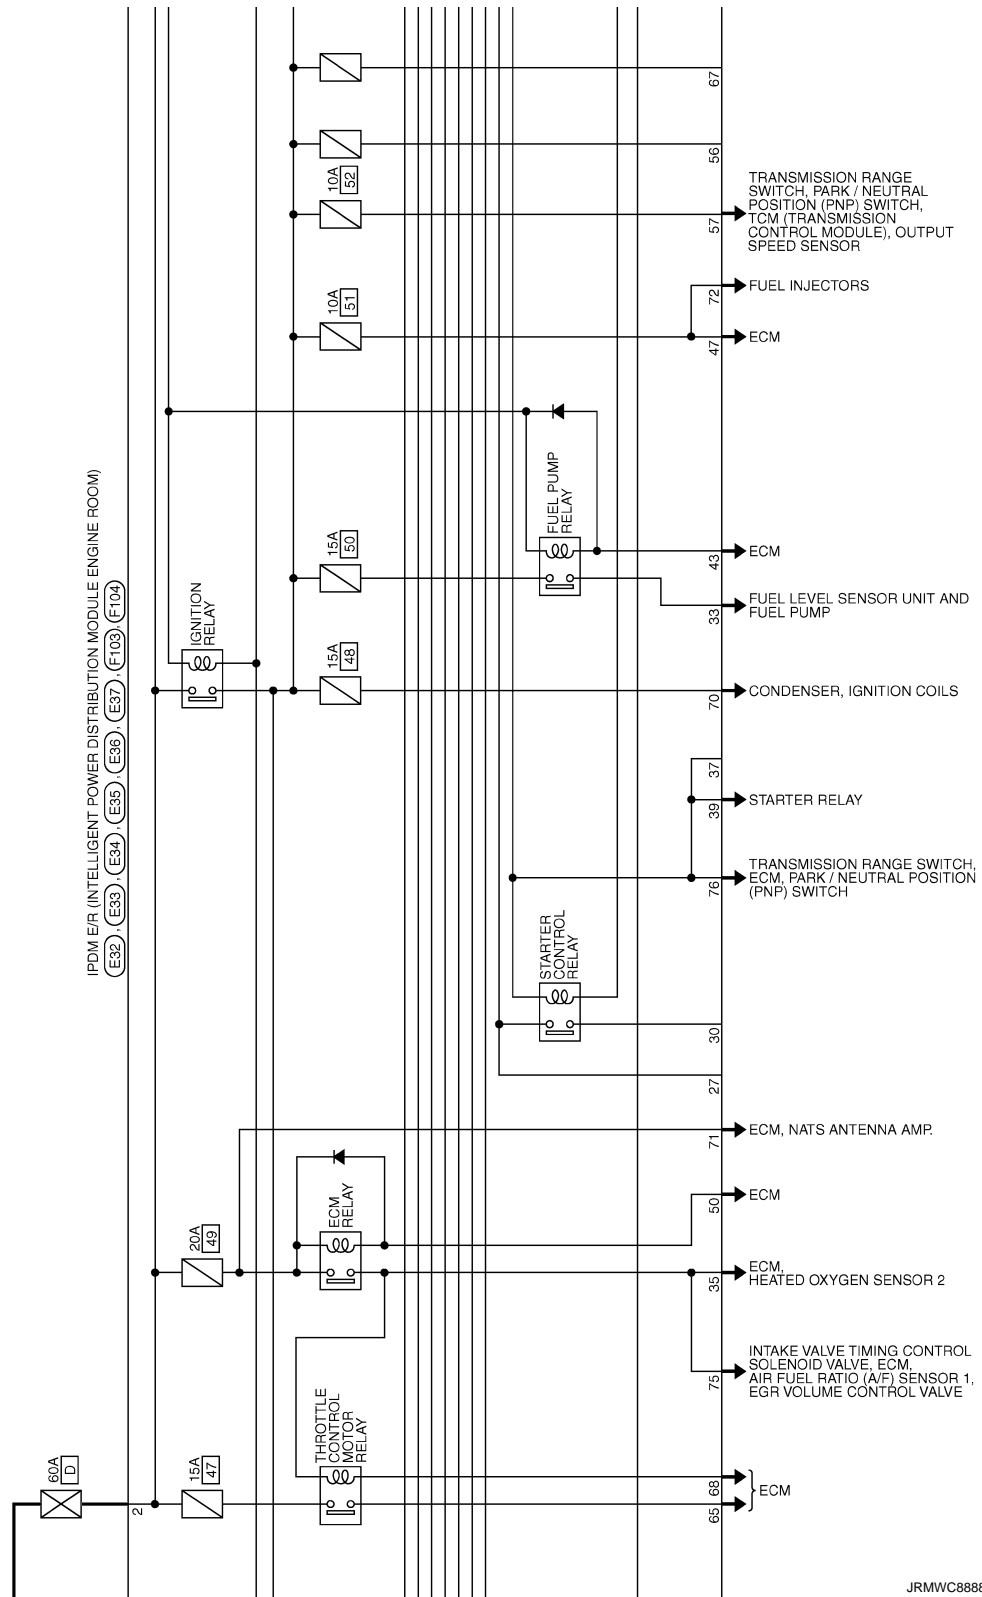 67
56
10A
52
57
TRANSMISSION RANGE
SWITCH, PARK / NEUTRAL
POSITION (PNP) SWITCH,
TCM (TRANSMISSION
CONTROL MODULE), OUTPUT
SPEED SENSOR
72
FUEL INJECTORS
10A
51
47
ECM
FUEL PUMP
RELAY
15A
50
43
ECM
33
FUEL LEVEL SENSOR UNIT AND
FUEL PUMP
IPDM E/R (INTELLIGENT POWER DISTRIBUTION MODULE ENGINE ROOM)
E32 , E33 , E34 , E35 , E36 , E37 , F103 , F104
IGNITION
RELAY
15A
48
70
CONDENSER, IGNITION COILS
37
39
STARTER RELAY
76
TRANSMISSION RANGE SWITCH,
ECM, PARK / NEUTRAL POSITION
(PNP) SWITCH
STARTER
CONTROL
RELAY
30
27
71
ECM, NATS ANTENNA AMP.
ECM
RELAY
50
ECM
20A
49
35
ECM,
HEATED OXYGEN SENSOR 2
75
INTAKE VALVE TIMING CONTROL
SOLENOID VALVE, ECM,
AIR FUEL RATIO (A/F) SENSOR 1,
EGR VOLUME CONTROL VALVE
THROTTLE
CONTROL
MOTOR
RELAY
60A
D
2
15A
47
68
65
ECM
JRMWC8888